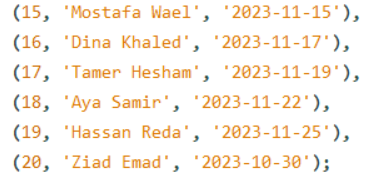 (15, 'Mostafa Wael', '2023-11-15'),
(16, 'Dina Khaled', '2023-11-17'),
(17, 'Tamer Hesham', '2023-11-19'),
(18, 'Aya Samir', '2023-11-22'),
(19, 'Hassan Reda', '2023-11-25'),
(20, 'Ziad Emad', '2023-10-30');